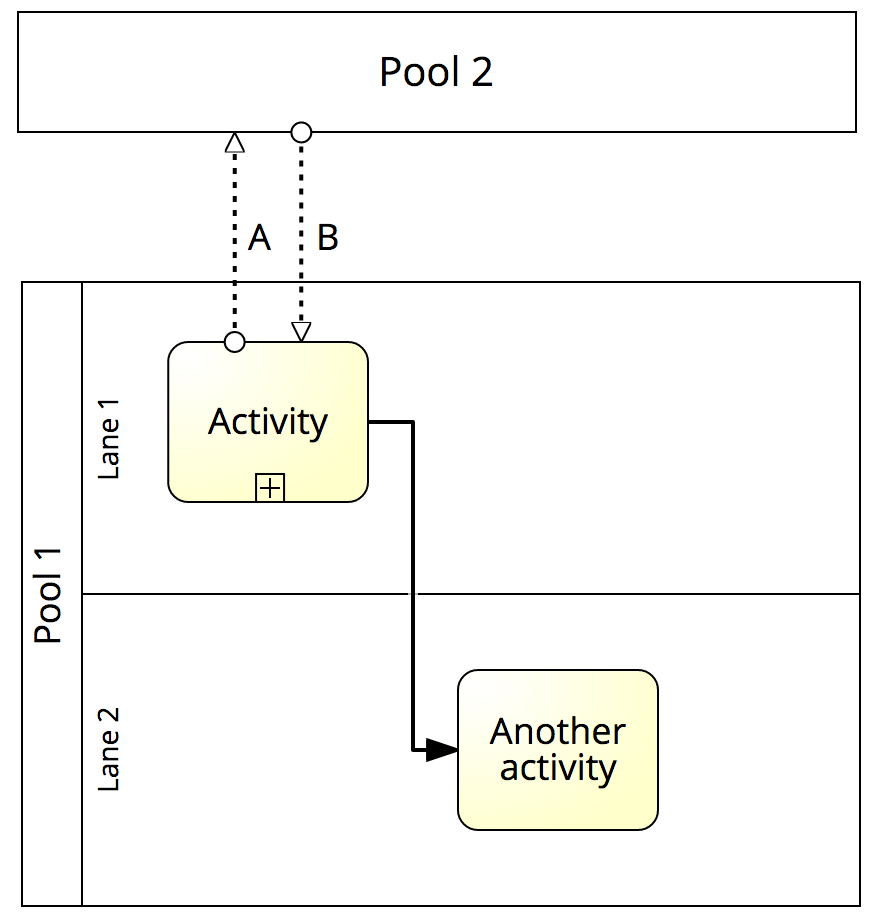 Pool 2
A
B
Pool 1
Lane 1
Activity
Lane 2
Another
activity